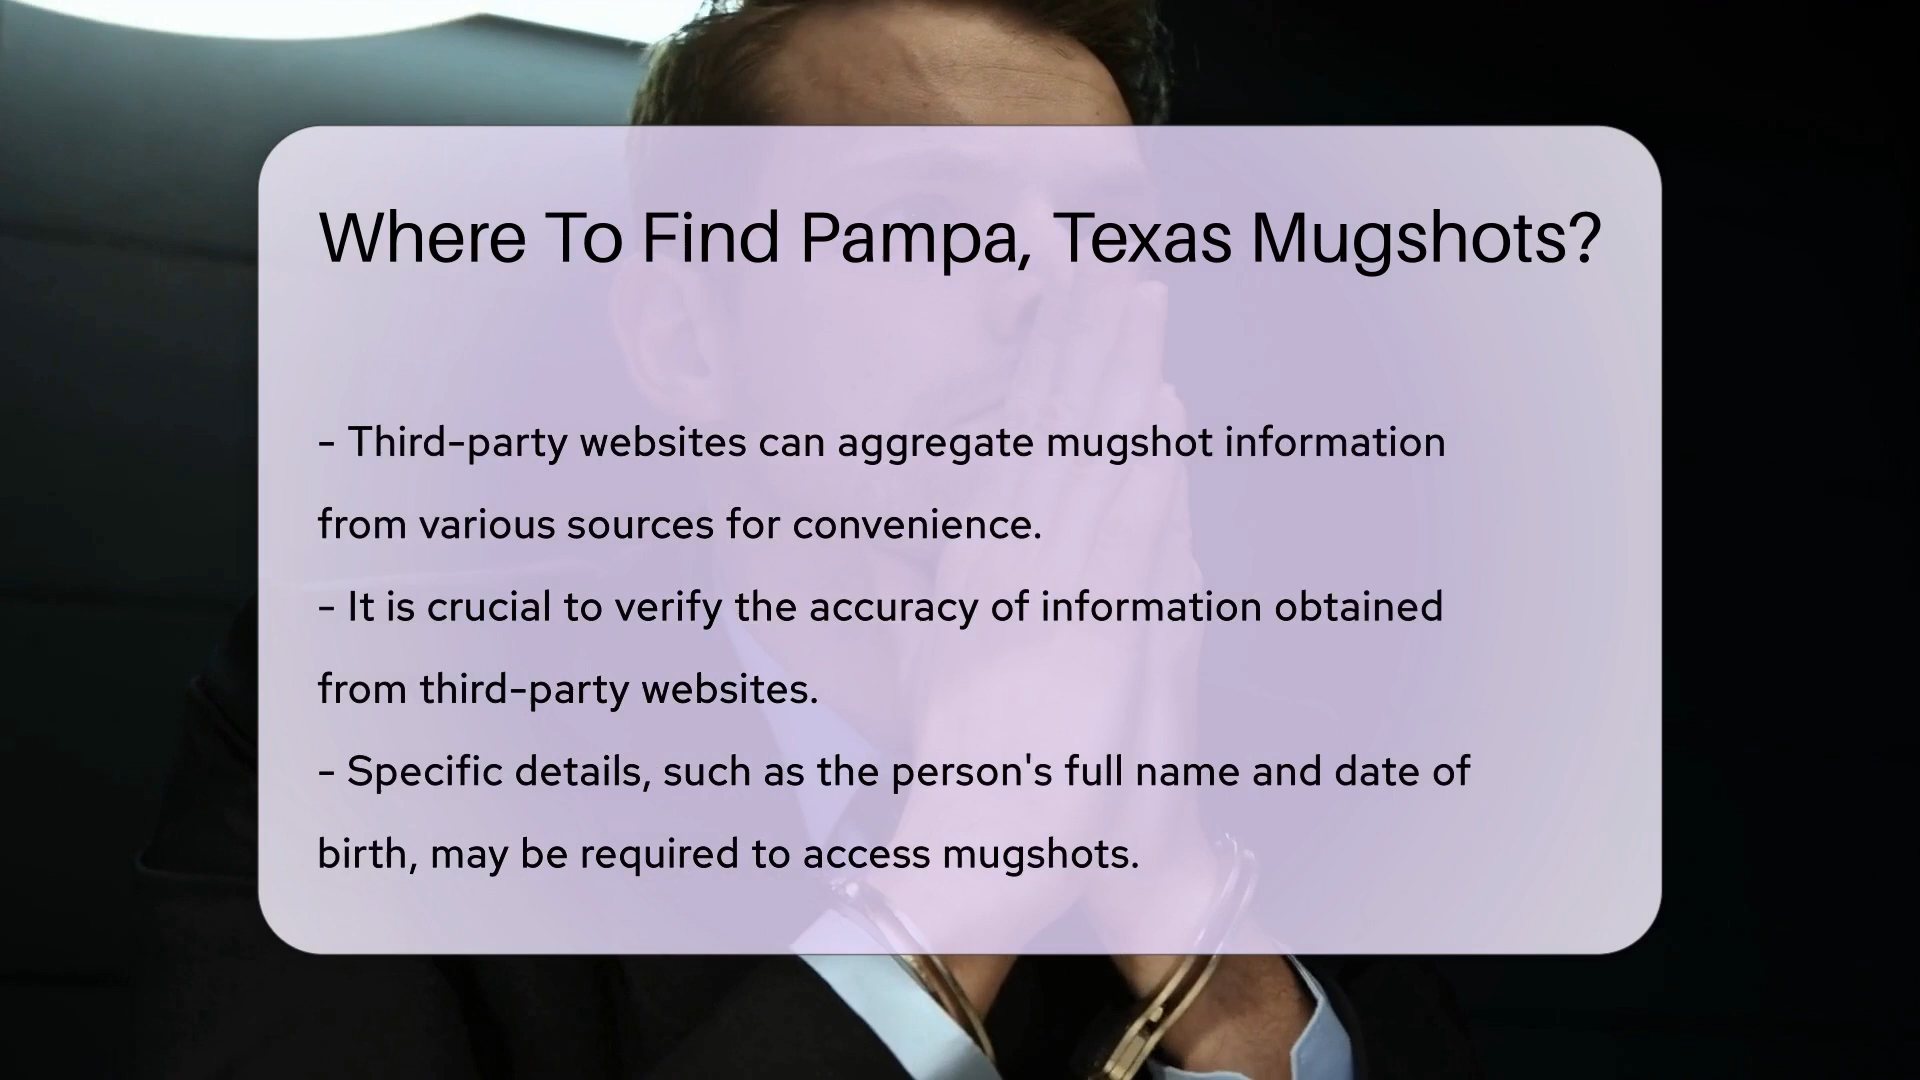 Where To Find Pampa, Texas Mugshots?
- Third-party websites can aggregate mugshot information
from various sources for convenience.
- It is crucial to verify the accuracy of information obtained
from third-party websites.
- Specific details, such as the person's full name and date of
birth, may be required to access mugshots.